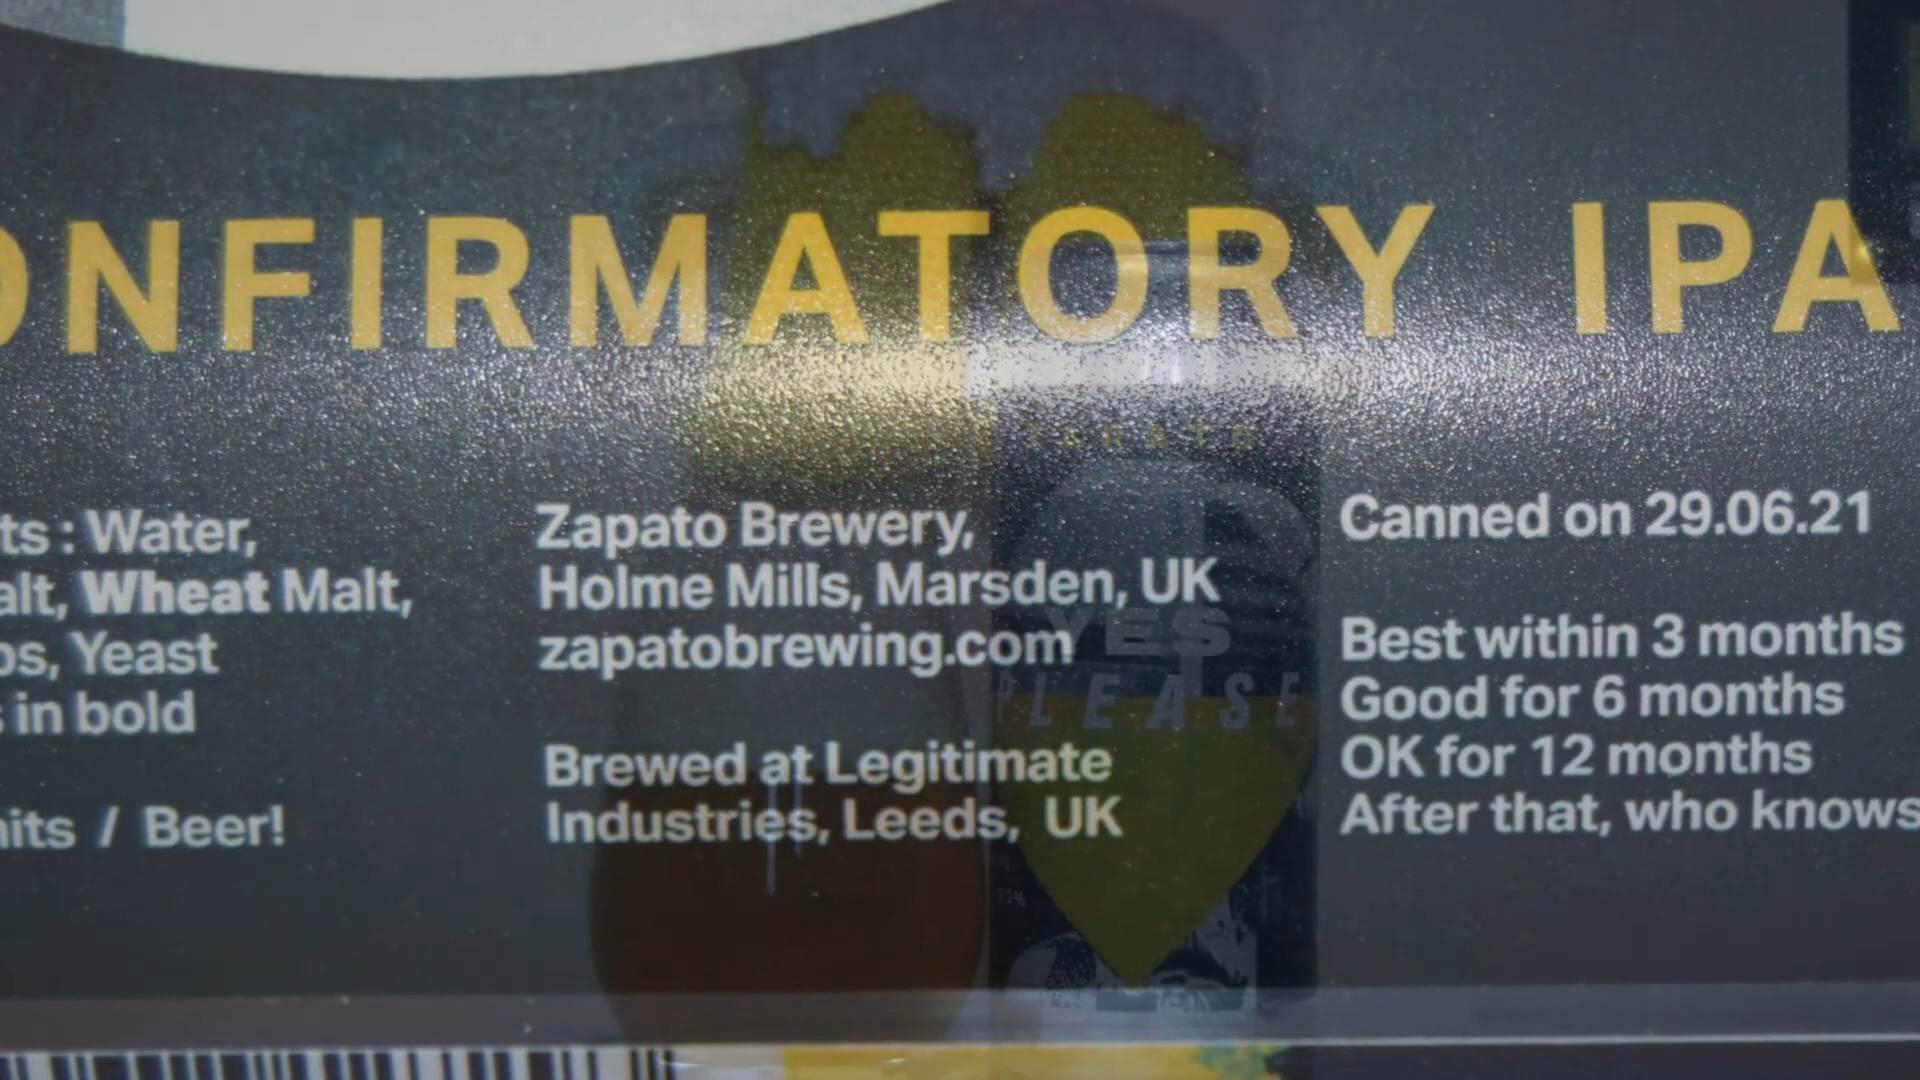 ONFIRMATORY IPA
ZAPATO
ts : Water,
alt, Wheat Malt,
os, Yeast
s in bold
nits / Beer!
Zapato Brewery,
Holme Mills, Marsden, UK
zapatobrewing.com
Brewed at Legitimate
Industries, Leeds, UK
Canned on 29.06.21
Best within 3 months
Good for 6 months
OK for 12 months
After that, who knows
YES
PLEASE